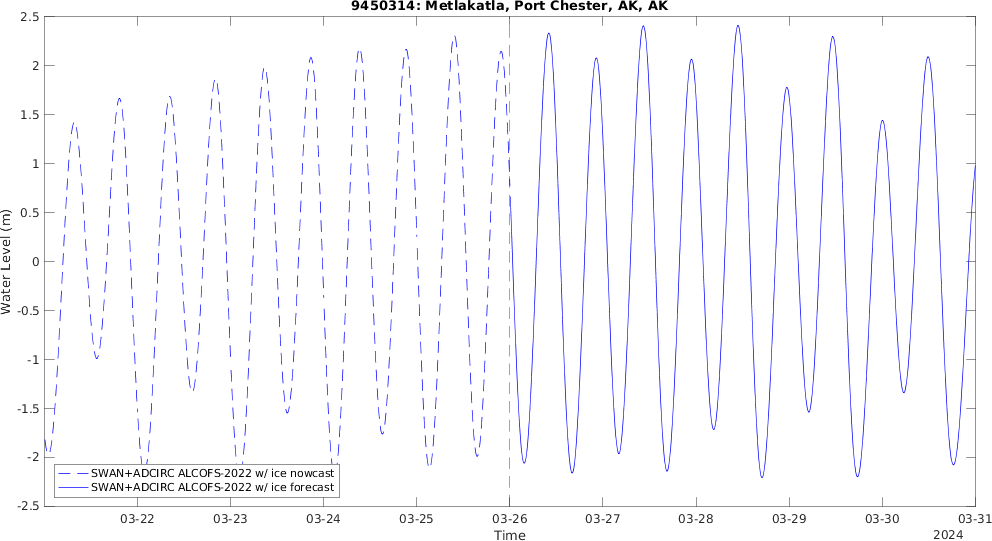 9450314: Metlakatla, Port Chester, AK, AK
2.5
2
1.5
1
0.5
0
-0.5
-1
-1.5
-2
-2.5
Water Level (m)
SWAN+ADCIRC ALCOFS-2022 w/ ice nowcast
SWAN+ADCIRC ALCOFS-2022 w/ ice forecast
03-22 03-23 03-24 03-25 03-26 03-27 03-28 03-29 03-30 03-31
Time
2024